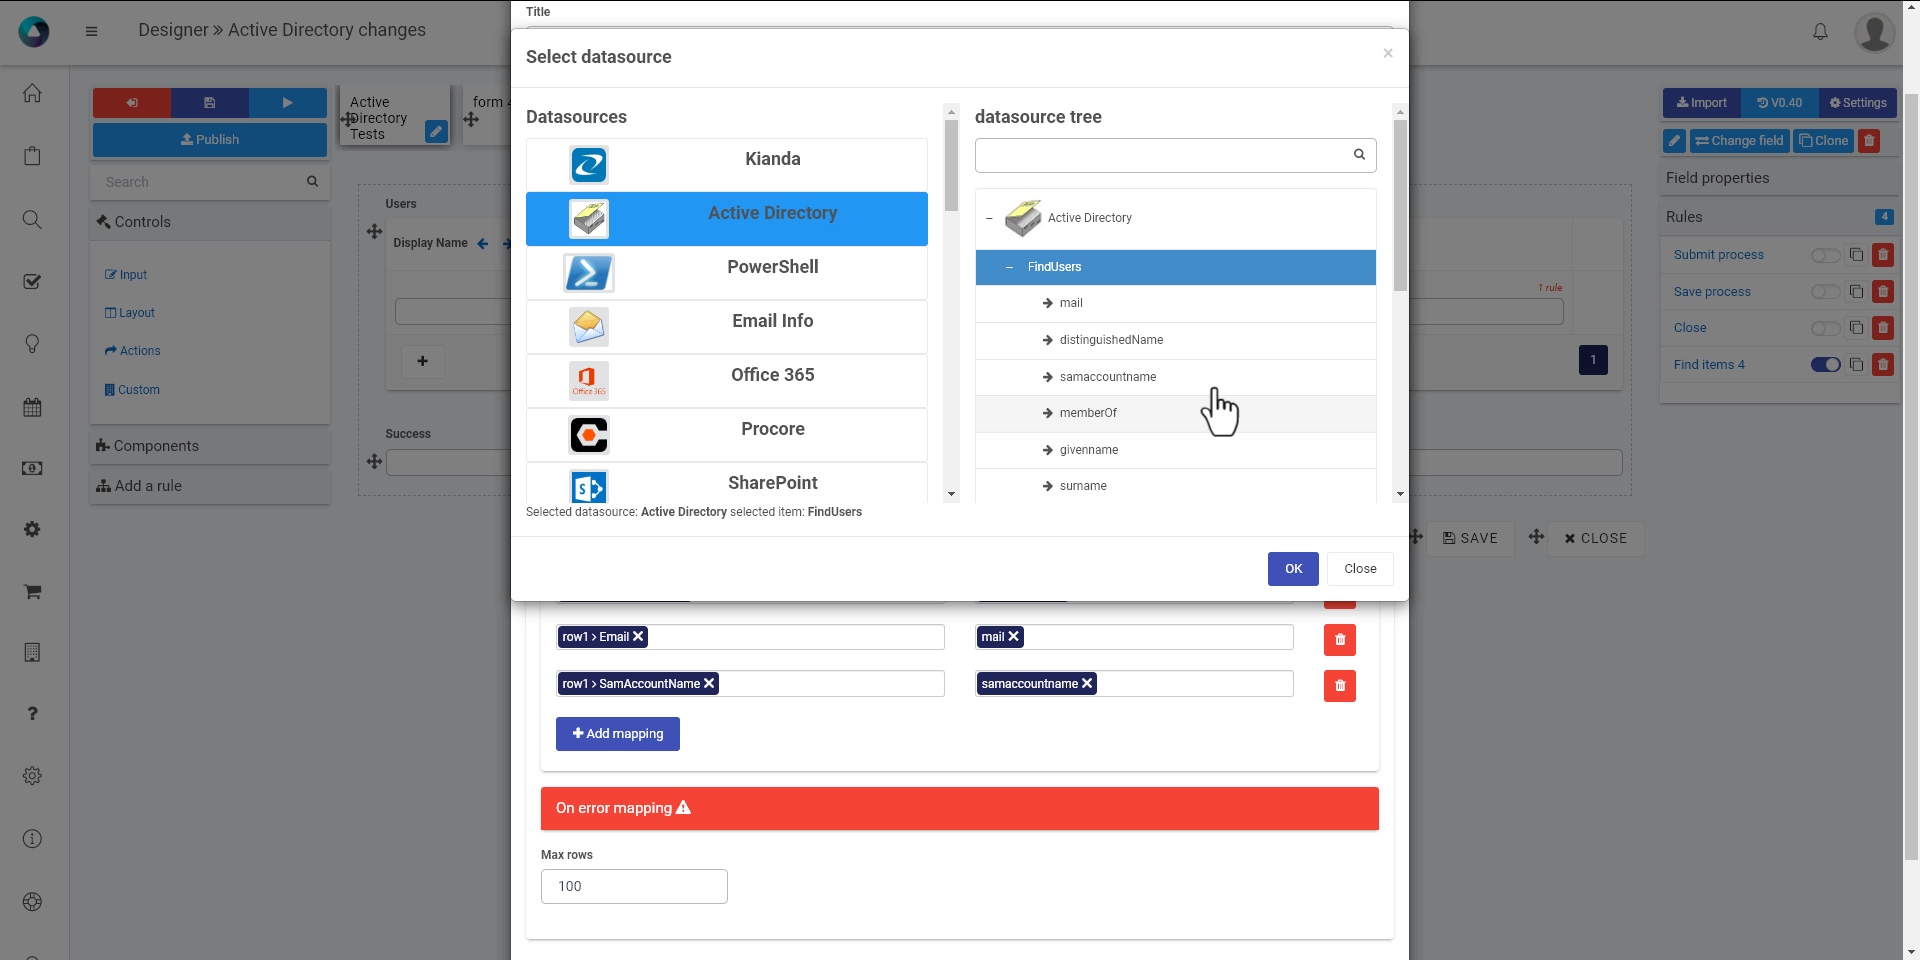 Title
Designer » Active Directory changes
Select datasource
×
Active
Directory
Tests
form 4
Publish
Import
V0.40
Settings
Change field
Clone
Datasources
datasource tree
Search
Kianda
Active Directory
PowerShell
Email Info
Office 365
Office 365
Procore
SharePoint
S
Active Directory
FindUsers
mail
distinguishedName
samaccountname
memberOf
givenname
surname
Selected datasource: Active Directory selected item: FindUsers
OK
Close
Controls
Input
Layout
Actions
Custom
Components
Add a rule
Users
Display Name
Success
1 rule
1
Field properties
Rules
4
Submit process
Save process
Close
Find items 4
SAVE
CLOSE
row1 > Email
mail
row1 > SamAccountName
samaccountname
Add mapping
On error mapping
Max rows
100